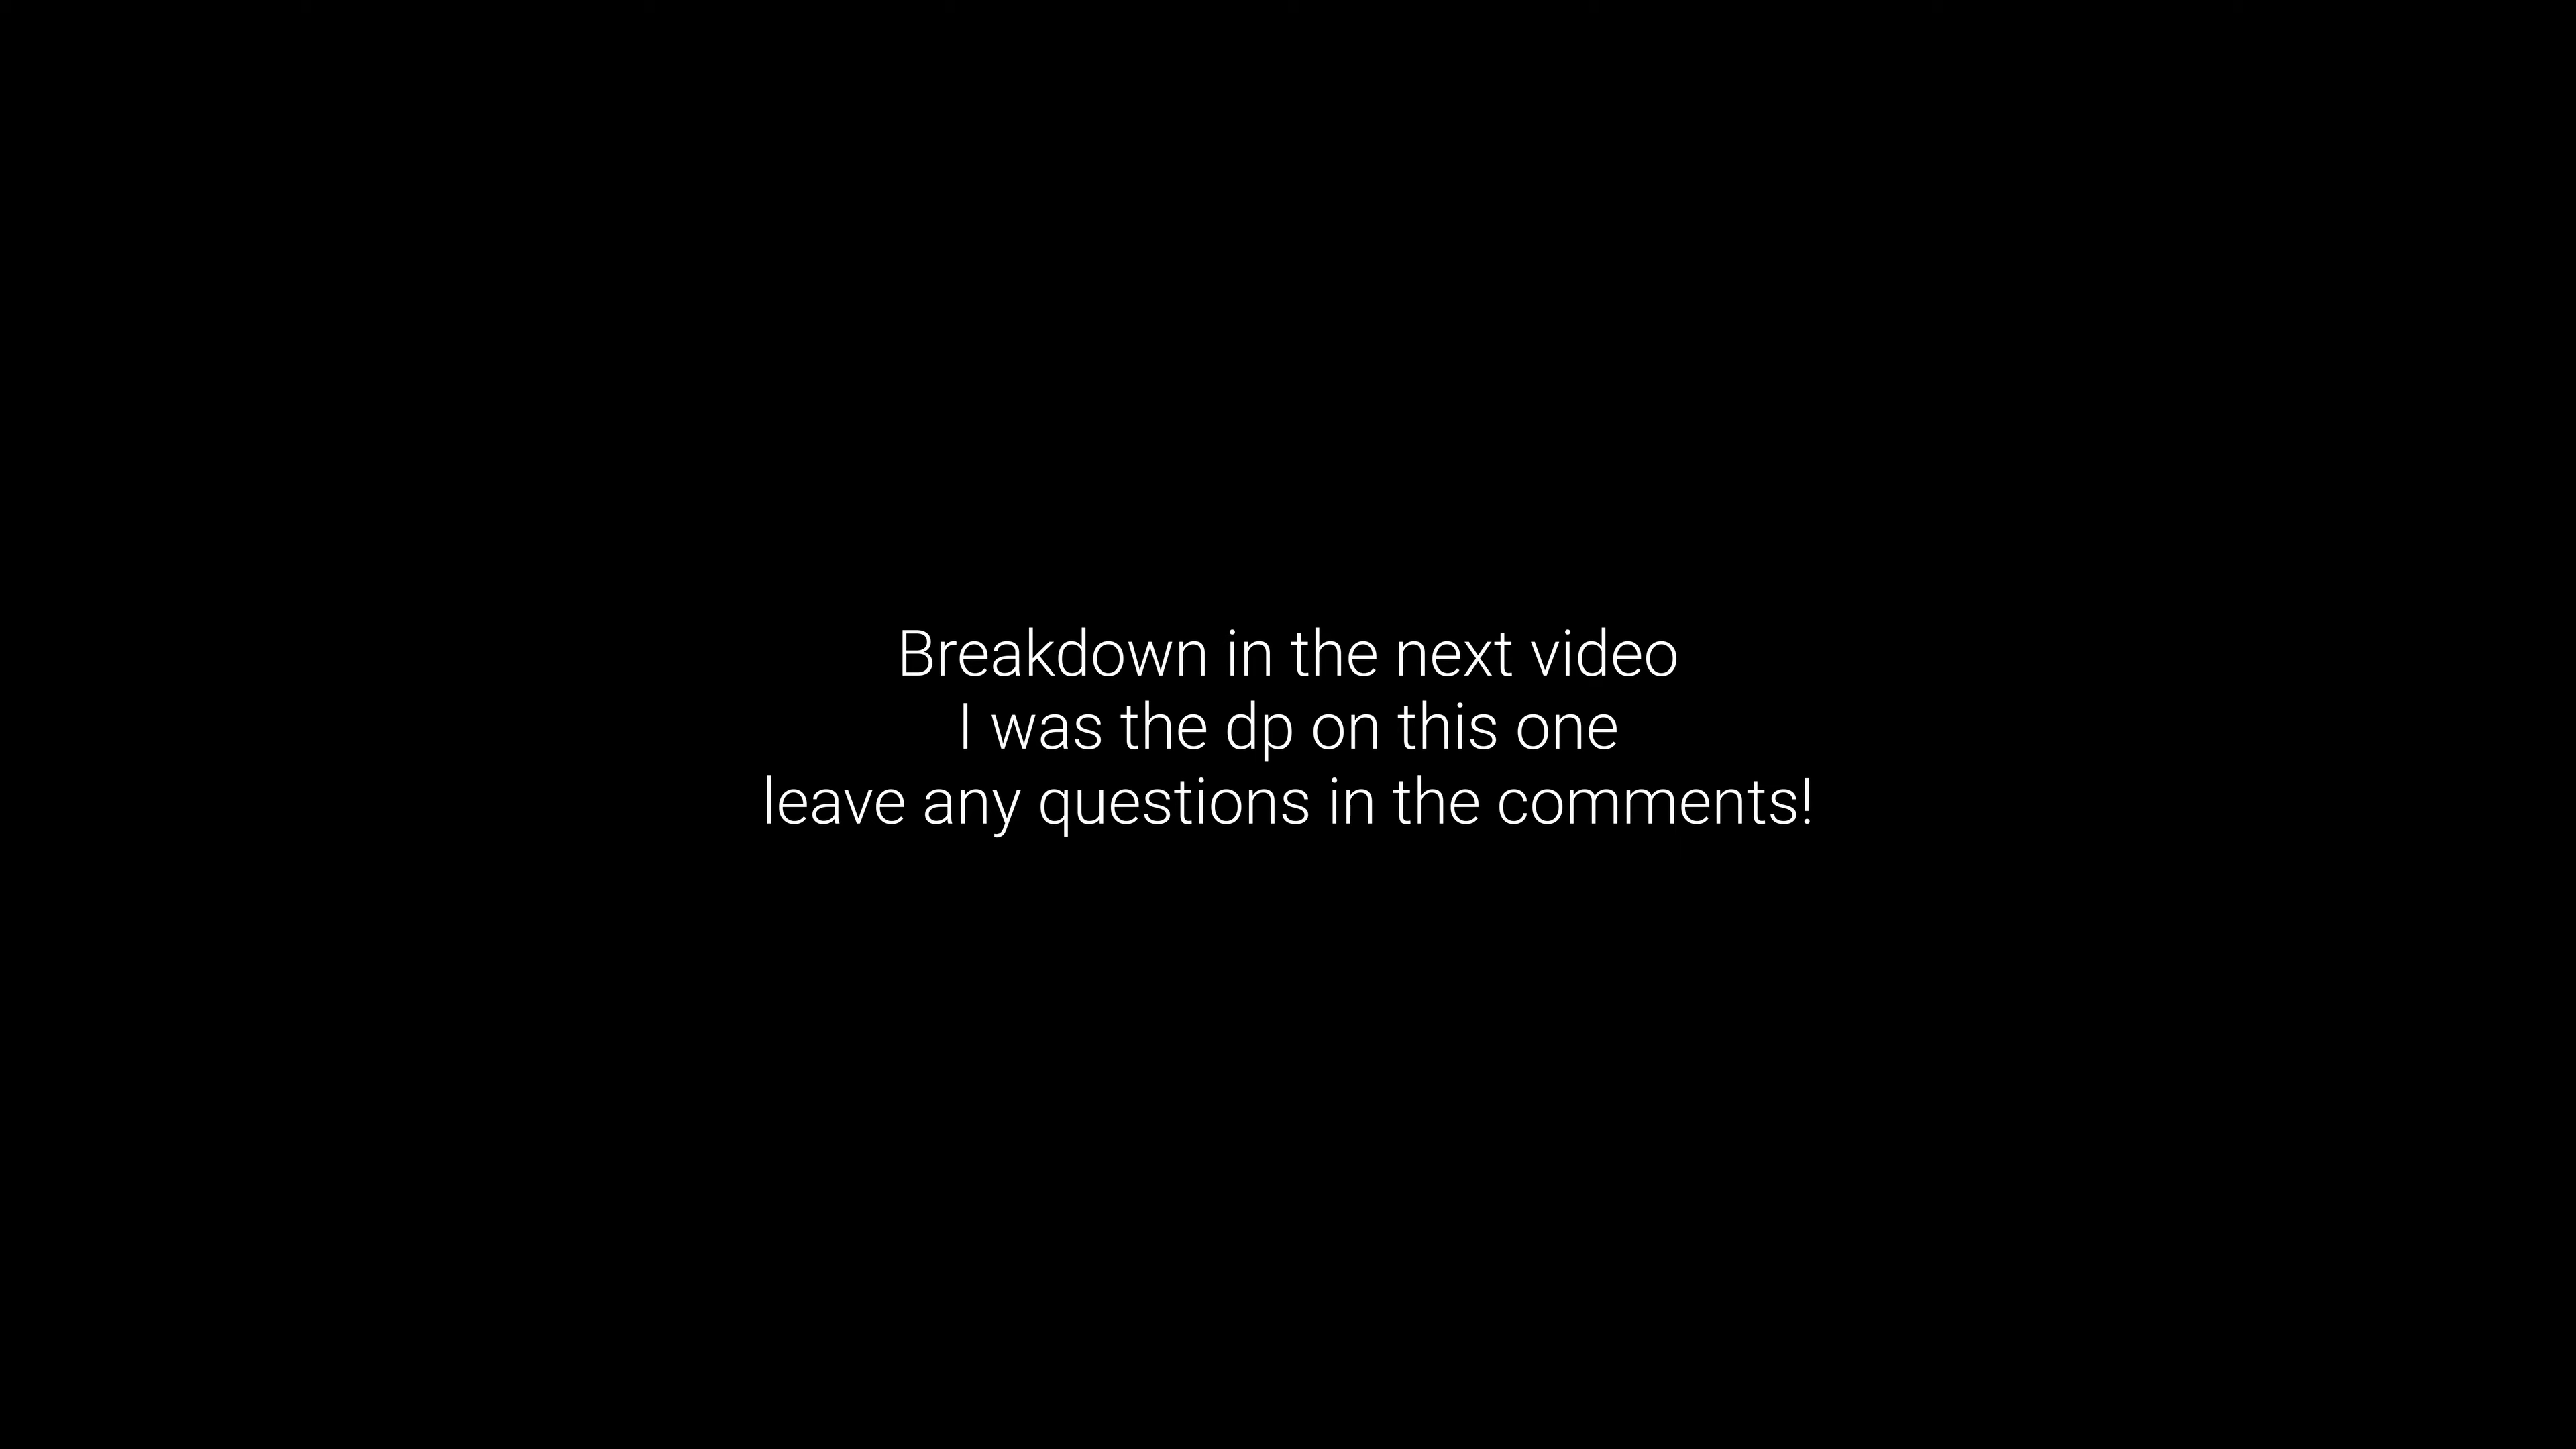 Breakdown in the next video
I was the dp on this one
leave any questions in the comments!